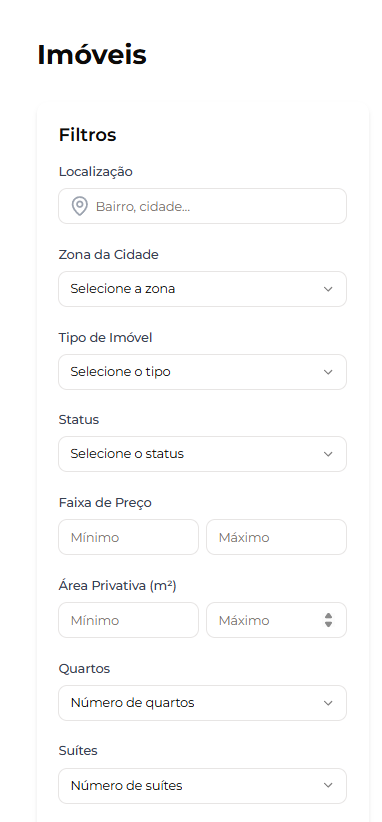 Imóveis
Filtros
Localização
Bairro, cidade...
Zona da Cidade
Selecione a zona
Tipo de Imóvel
Selecione o tipo
Status
Selecione o status
Faixa de Preço
Mínimo Máximo
Área Privativa (m²)
Mínimo Máximo
Quartos
Número de quartos
Suítes
Número de suítes